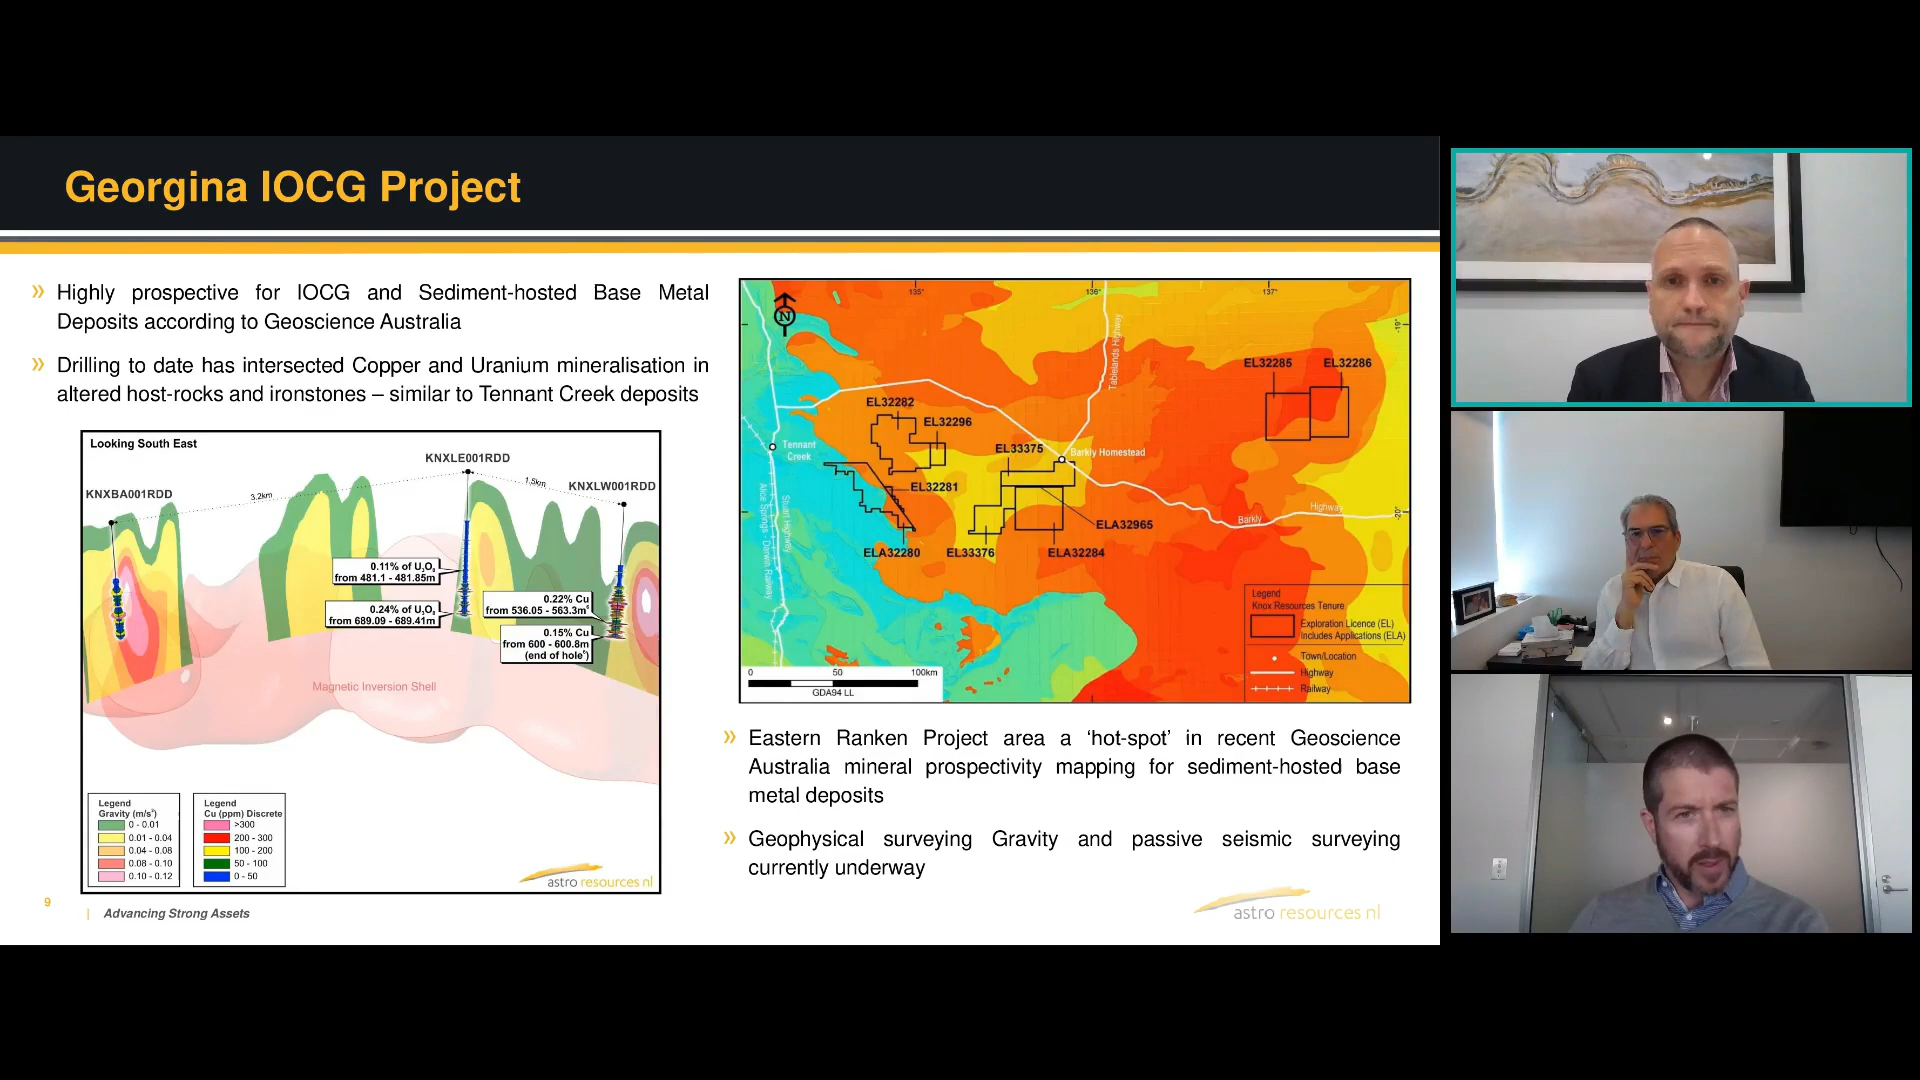 Georgina IOCG Project
» Highly prospective for IOCG and Sediment-hosted Base Metal
Deposits according to Geoscience Australia
» Drilling to date has intersected Copper and Uranium mineralisation in
altered host-rocks and ironstones – similar to Tennant Creek deposits
Looking South East
KNXLE001RDD
KNXBA001RDD
3.2km
1.5km
KNXLW001RDD
0.11% of U₃O₈
from 481.1 - 481.85m
0.24% of U₃O₈
from 689.09 - 689.41m
0.22% Cu
from 536.05 - 563.3m
0.15% Cu
from 600 - 600.8m
(end of hole)
Magnetic Inversion Shell
Legend
Gravity (m/s²)
0 - 0.01
0.01 - 0.04
0.04 - 0.08
0.08 - 0.10
0.10 - 0.12
Legend
Cu (ppm) Discrete
>300
200 - 300
100 - 200
50 - 100
0 - 50
astro resources nl
135°
136°
137°
N
-19°
-20°
Tablelands Highway
EL32285
EL32286
EL32282
EL32296
EL33375
Barkly Homestead
Tennant
Creek
EL32281
ELA32965
Barkly
Highway
ELA32280
EL33376
ELA32284
Stuart Highway
Alice Springs - Darwin Railway
0
50
100km
GDA94 LL
Legend
Knox Resources Tenure
Exploration Licence (EL)
Includes Applications (ELA)
Town/Location
Highway
Railway
» Eastern Ranken Project area a ‘hot-spot’ in recent Geoscience
Australia mineral prospectivity mapping for sediment-hosted base
metal deposits
» Geophysical surveying Gravity and passive seismic surveying
currently underway
9
| Advancing Strong Assets
astro resources nl